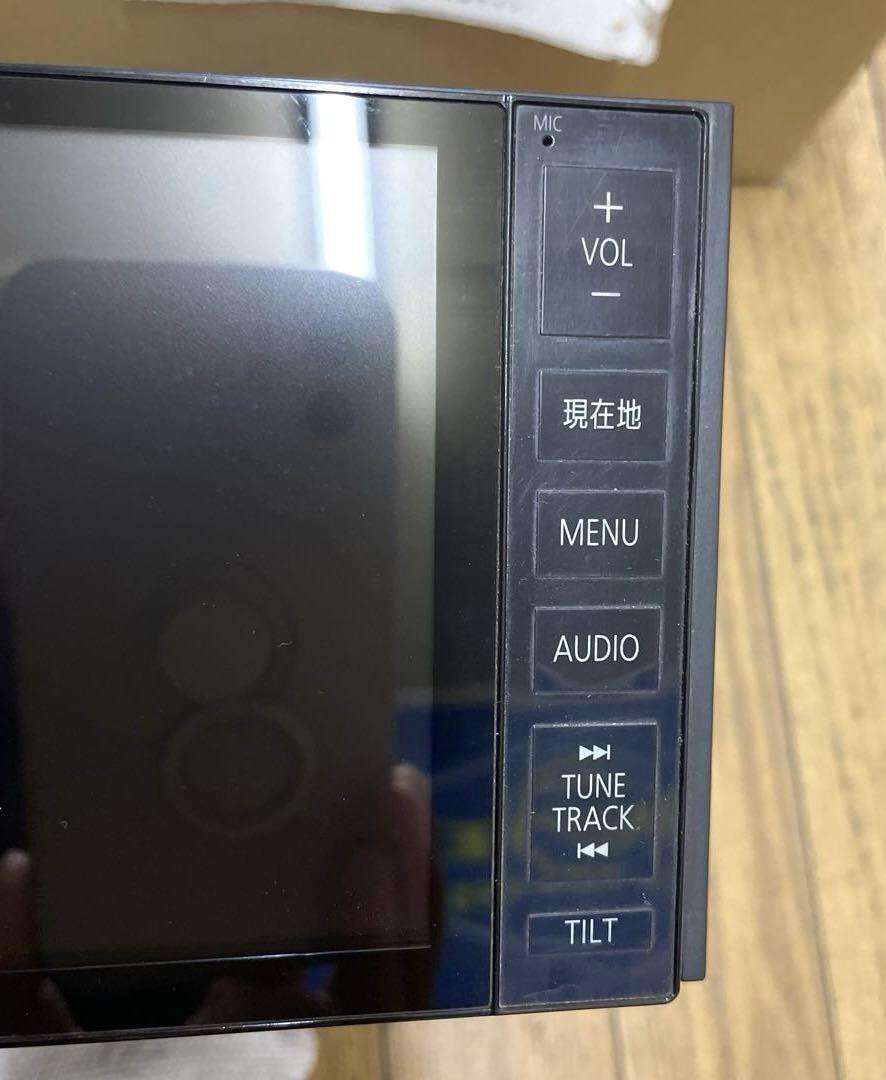 MIC
+
VOL
−
現在地
MENU
AUDIO
⏭
TUNE
TRACK
⏮
TILT